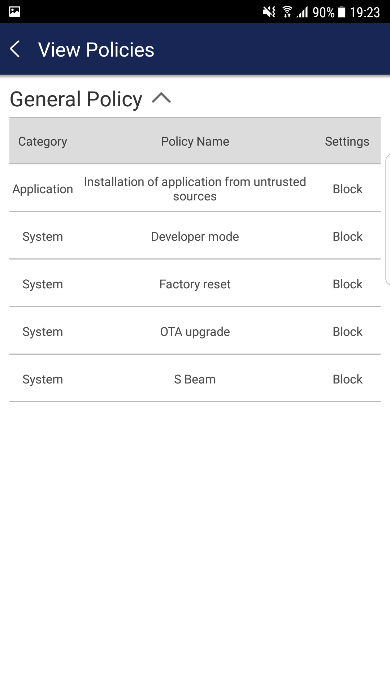 90% 19:23
View Policies
General Policy
Category Policy Name Settings
Application Installation of application from untrusted sources Block
System Developer mode Block
System Factory reset Block
System OTA upgrade Block
System S Beam Block